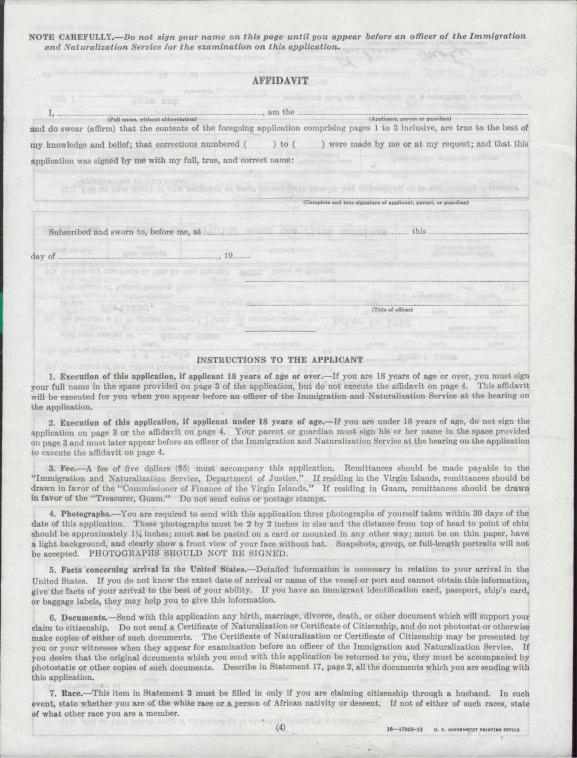 NOTE CAREFULLY.—Do not sign your name on this page until you appear before an officer of the Immigration
and Naturalization Service for the examination on this application.
AFFIDAVIT
I, ........, am the ........
(Full name, without abbreviation) (Applicant, parent or guardian)
and do swear (affirm) that the contents of the foregoing application comprising pages 1 to 3 inclusive, are true to the best of
my knowledge and belief; that corrections numbered ( ) to ( ) were made by me or at my request; and that this
application was signed by me with my full, true, and correct name:
(Complete and true signature of applicant, parent, or guardian)
Subscribed and sworn to, before me, at ........ this ........
day of ........, 19......
(Title of officer)
INSTRUCTIONS TO THE APPLICANT
1. Execution of this application, if applicant 18 years of age or over.—If you are 18 years of age or over, you must sign
your full name in the space provided on page 3 of the application, but do not execute the affidavit on page 4. This affidavit
will be executed for you when you appear before an officer of the Immigration and Naturalization Service at the hearing on
the application.
2. Execution of this application, if applicant under 18 years of age.—If you are under 18 years of age, do not sign the
application on page 3 or the affidavit on page 4. Your parent or guardian must sign his or her name in the space provided
on page 3 and must later appear before an officer of the Immigration and Naturalization Service at the hearing on the application
to execute the affidavit on page 4.
3. Fee.—A fee of five dollars ($5) must accompany this application. Remittances should be made payable to the
"Immigration and Naturalization Service, Department of Justice." If residing in the Virgin Islands, remittances should be
drawn in favor of the "Commissioner of Finance of the Virgin Islands." If residing in Guam, remittances should be drawn
in favor of the "Treasurer, Guam." Do not send coins or postage stamps.
4. Photographs.—You are required to send with this application three photographs of yourself taken within 30 days of the
date of this application. These photographs must be 2 by 2 inches in size and the distance from top of head to point of chin
should be approximately 1¼ inches; must not be pasted on a card or mounted in any other way; must be on thin paper, have
a light background, and clearly show a front view of your face without hat. Snapshots, group, or full-length portraits will not
be accepted. PHOTOGRAPHS SHOULD NOT BE SIGNED.
5. Facts concerning arrival in the United States.—Detailed information is necessary in relation to your arrival in the
United States. If you do not know the exact date of arrival or name of the vessel or port and cannot obtain this information,
give the facts of your arrival to the best of your ability. If you have an immigrant identification card, passport, ship's card,
or baggage labels, they may help you to give this information.
6. Documents.—Send with this application any birth, marriage, divorce, death, or other document which will support your
claim to citizenship. Do not send a Certificate of Naturalization or Certificate of Citizenship, and do not photostat or otherwise
make copies of either of such documents. The Certificate of Naturalization or Certificate of Citizenship may be presented by
you or your witnesses when they appear for examination before an officer of the Immigration and Naturalization Service. If
you desire that the original documents which you send with this application be returned to you, they must be accompanied by
photostatic or other copies of such documents. Describe in Statement 17, page 2, all the documents which you are sending with
this application.
7. Race.—This item in Statement 3 must be filled in only if you are claiming citizenship through a husband. In such
event, state whether you are of the white race or a person of African nativity or descent. If not of either of such races, state
of what other race you are a member.
(4) U. S. GOVERNMENT PRINTING OFFICE